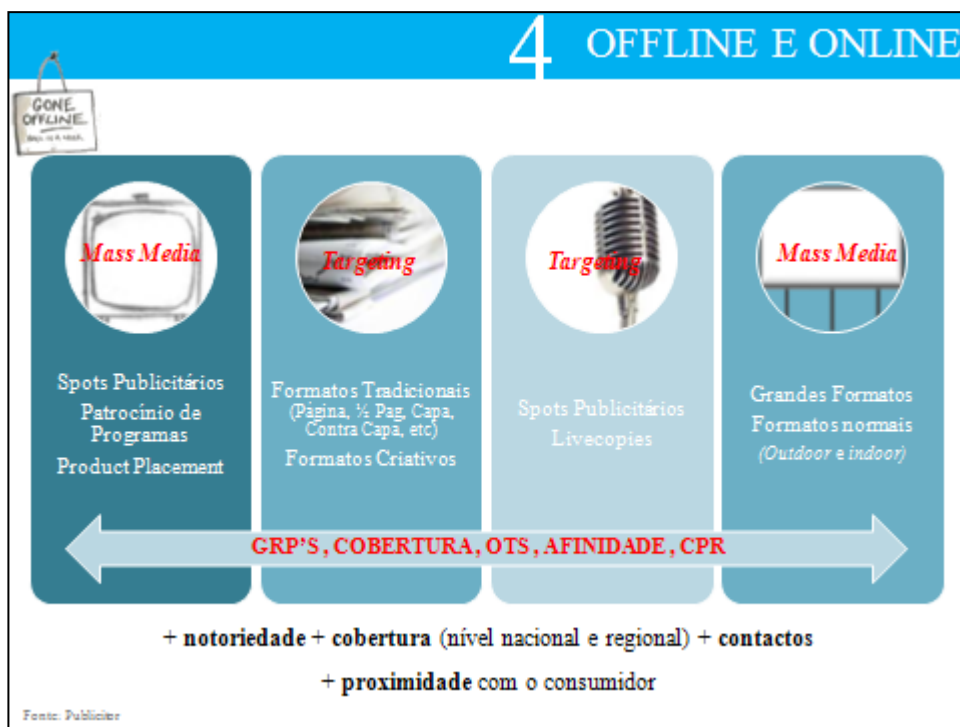 4 OFFLINE E ONLINE
GONE
OFFLINE
Mass Media
Spots Publicitários
Patrocínio de
Programas
Product Placement
Targeting
Formatos Tradicionais
(Página, ½ Pag, Capa,
Contra Capa, etc)
Formatos Criativos
Targeting
Spots Publicitários
Livecopies
Mass Media
Grandes Formatos
Formatos normais
(Outdoor e indoor)
GRP'S, COBERTURA, OTS, AFINIDADE, CPR
+ notoriedade + cobertura (nível nacional e regional) + contactos
+ proximidade com o consumidor
Fonte: Publicitor